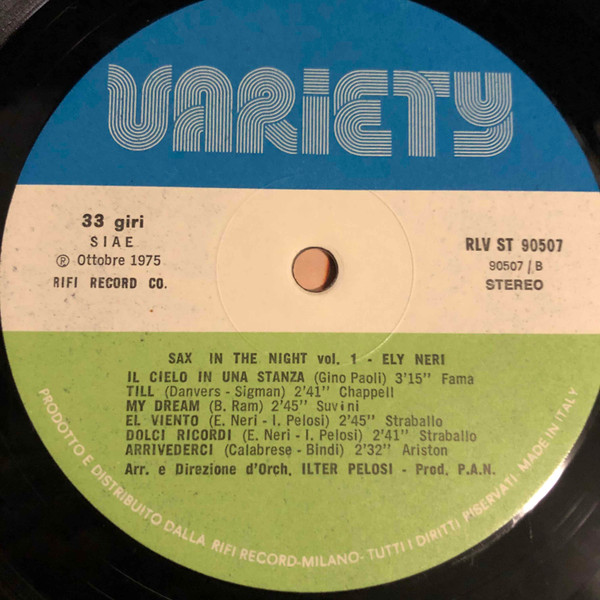 VARIETY
33 giri
SIAE
Ⓟ Ottobre 1975
RIFI RECORD CO.
RLV ST 90507
90507/B
STEREO
SAX IN THE NIGHT vol. 1 - ELY NERI
IL CIELO IN UNA STANZA (Gino Paoli) 3'15" Fama
TILL (Danvers - Sigman) 2'41" Chappell
MY DREAM (B. Ram) 2'45" Suvini
EL VIENTO (E. Neri - I. Pelosi) 2'45" Straballo
DOLCI RICORDI (E. Neri - I. Pelosi) 2'41" Straballo
ARRIVEDERCI (Calabrese - Bindi) 2'32" Ariston
Arr. e Direzione d'Orch. ILTER PELOSI - Prod. P.A.N.
PRODOTTO E DISTRIBUITO DALLA RIFI RECORD-MILANO-TUTTI I DIRITTI RISERVATI MADE IN ITALY